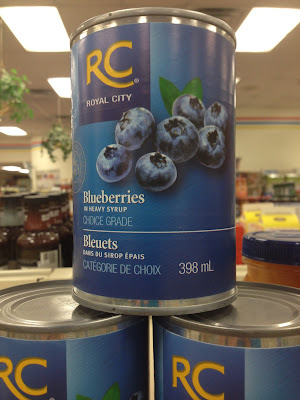 RC
ROYAL CITY
Blueberries
IN HEAVY SYRUP
CHOICE GRADE
Bleuets
DANS DU SIROP ÉPAIS
CATÉGORIE DE CHOIX 398 mL
RC RC